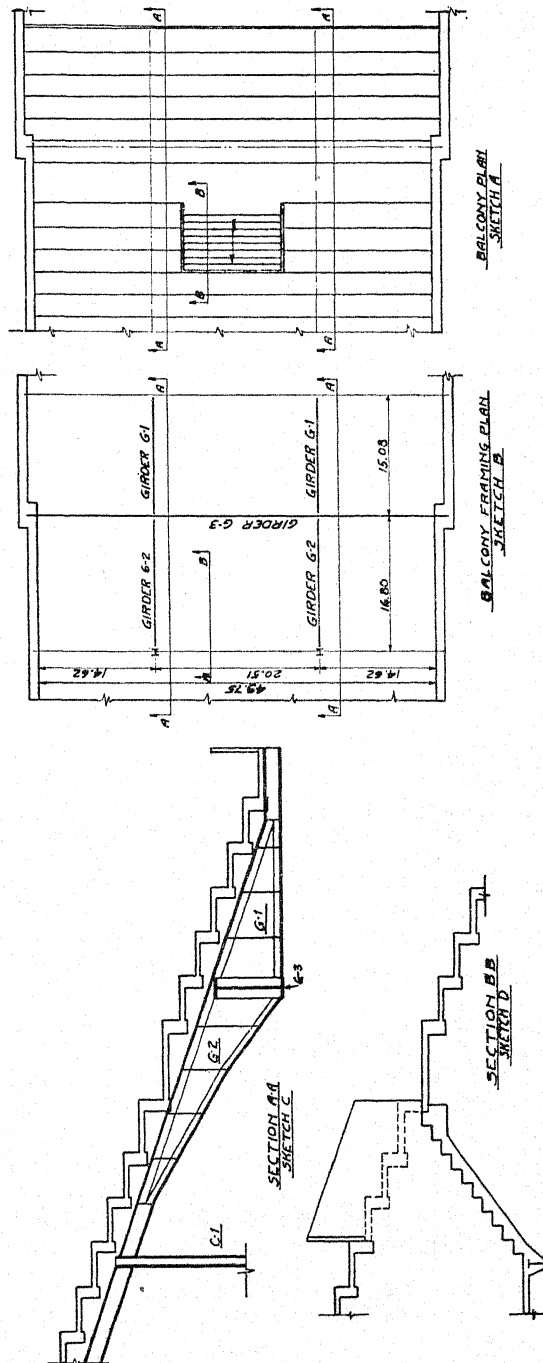 A
A
B
B
A
A
BALCONY PLAN
SKETCH A
A
A
GIRDER G-1
GIRDER G-1
GIRDER G-3
GIRDER G-2
GIRDER G-2
B
15.08
16.80
14.62
20.51
14.62
49.75
A
A
BALCONY FRAMING PLAN
SKETCH B
G-1
G-3
G-2
C-1
SECTION A-A
SKETCH C
SECTION B B
SKETCH D